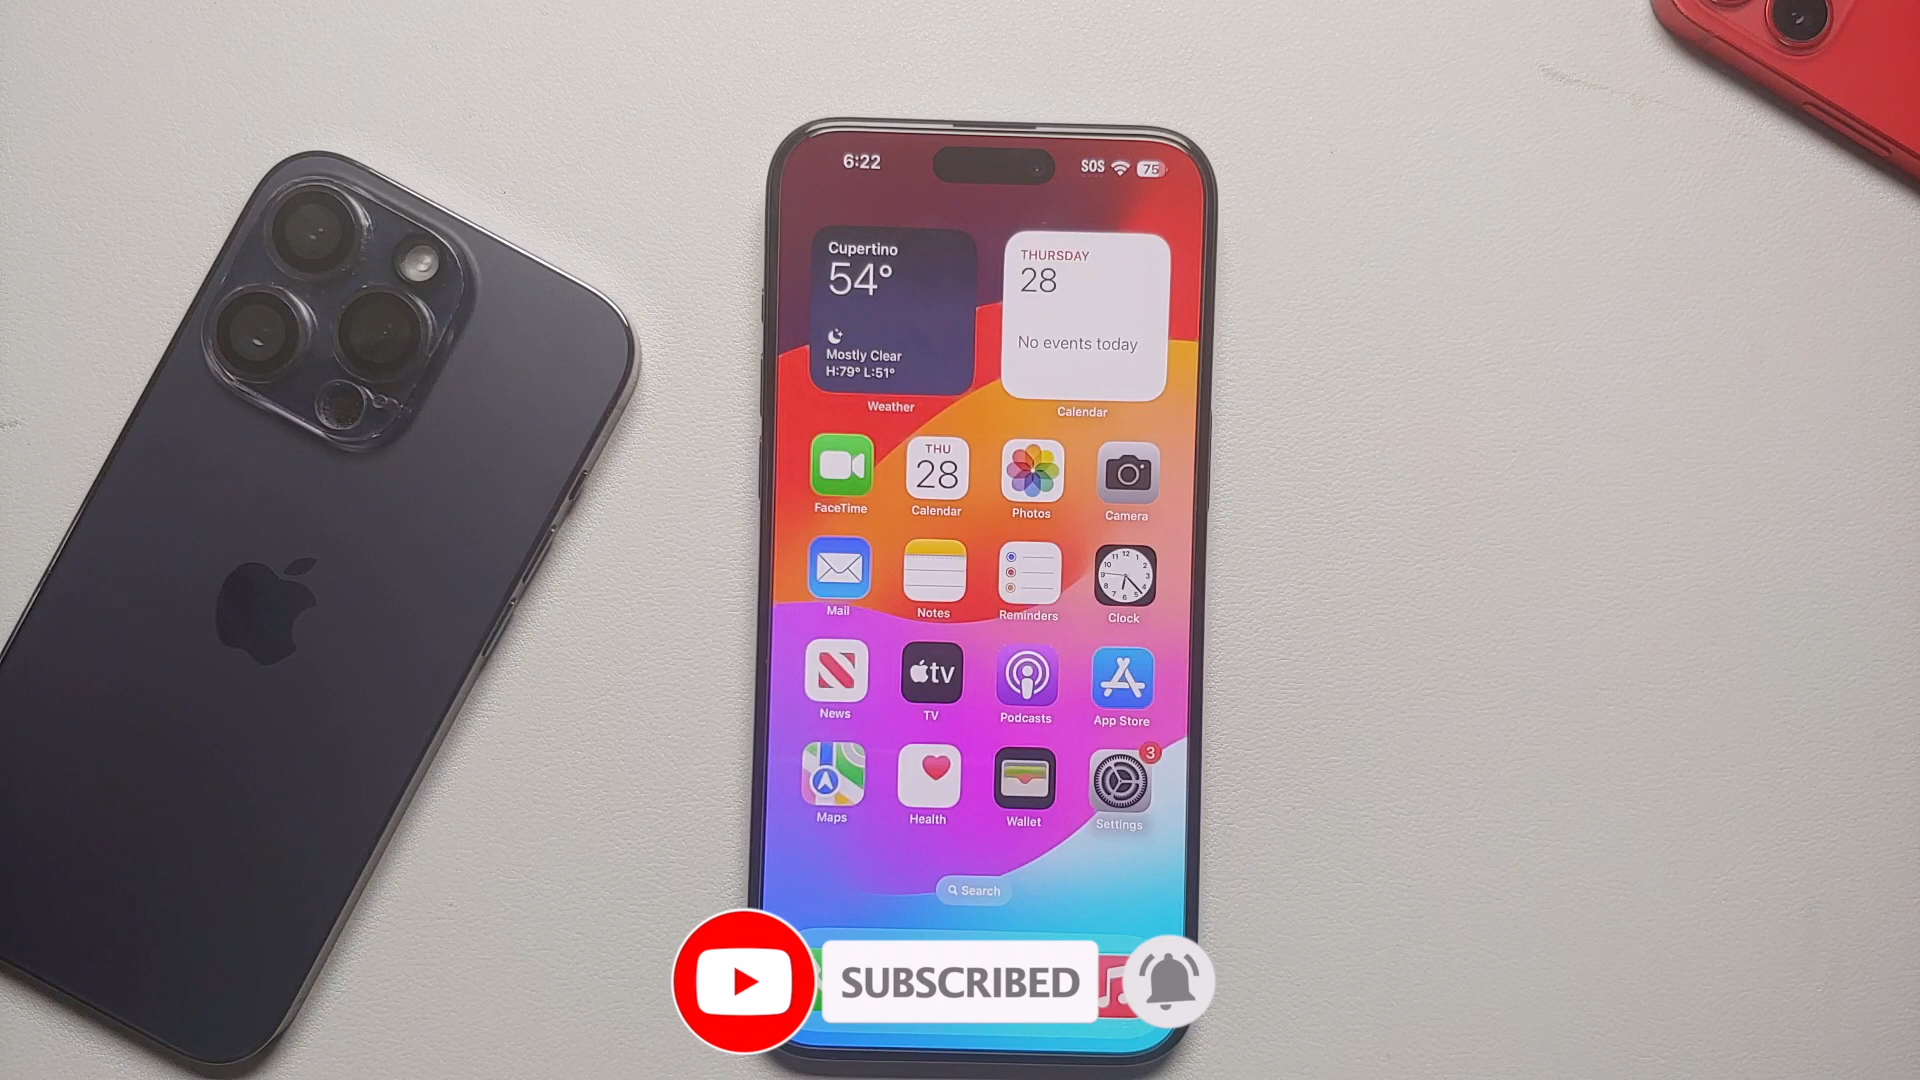 6:22
SOS
75
Cupertino
54°
Mostly Clear
H:79° L:51°
Weather
THURSDAY
28
No events today
Calendar
FaceTime
THU
28
Calendar
Photos
Camera
Mail
Notes
Reminders
Clock
News
tv
TV
Podcasts
App Store
Maps
Health
Wallet
3
Settings
Search
SUBSCRIBED